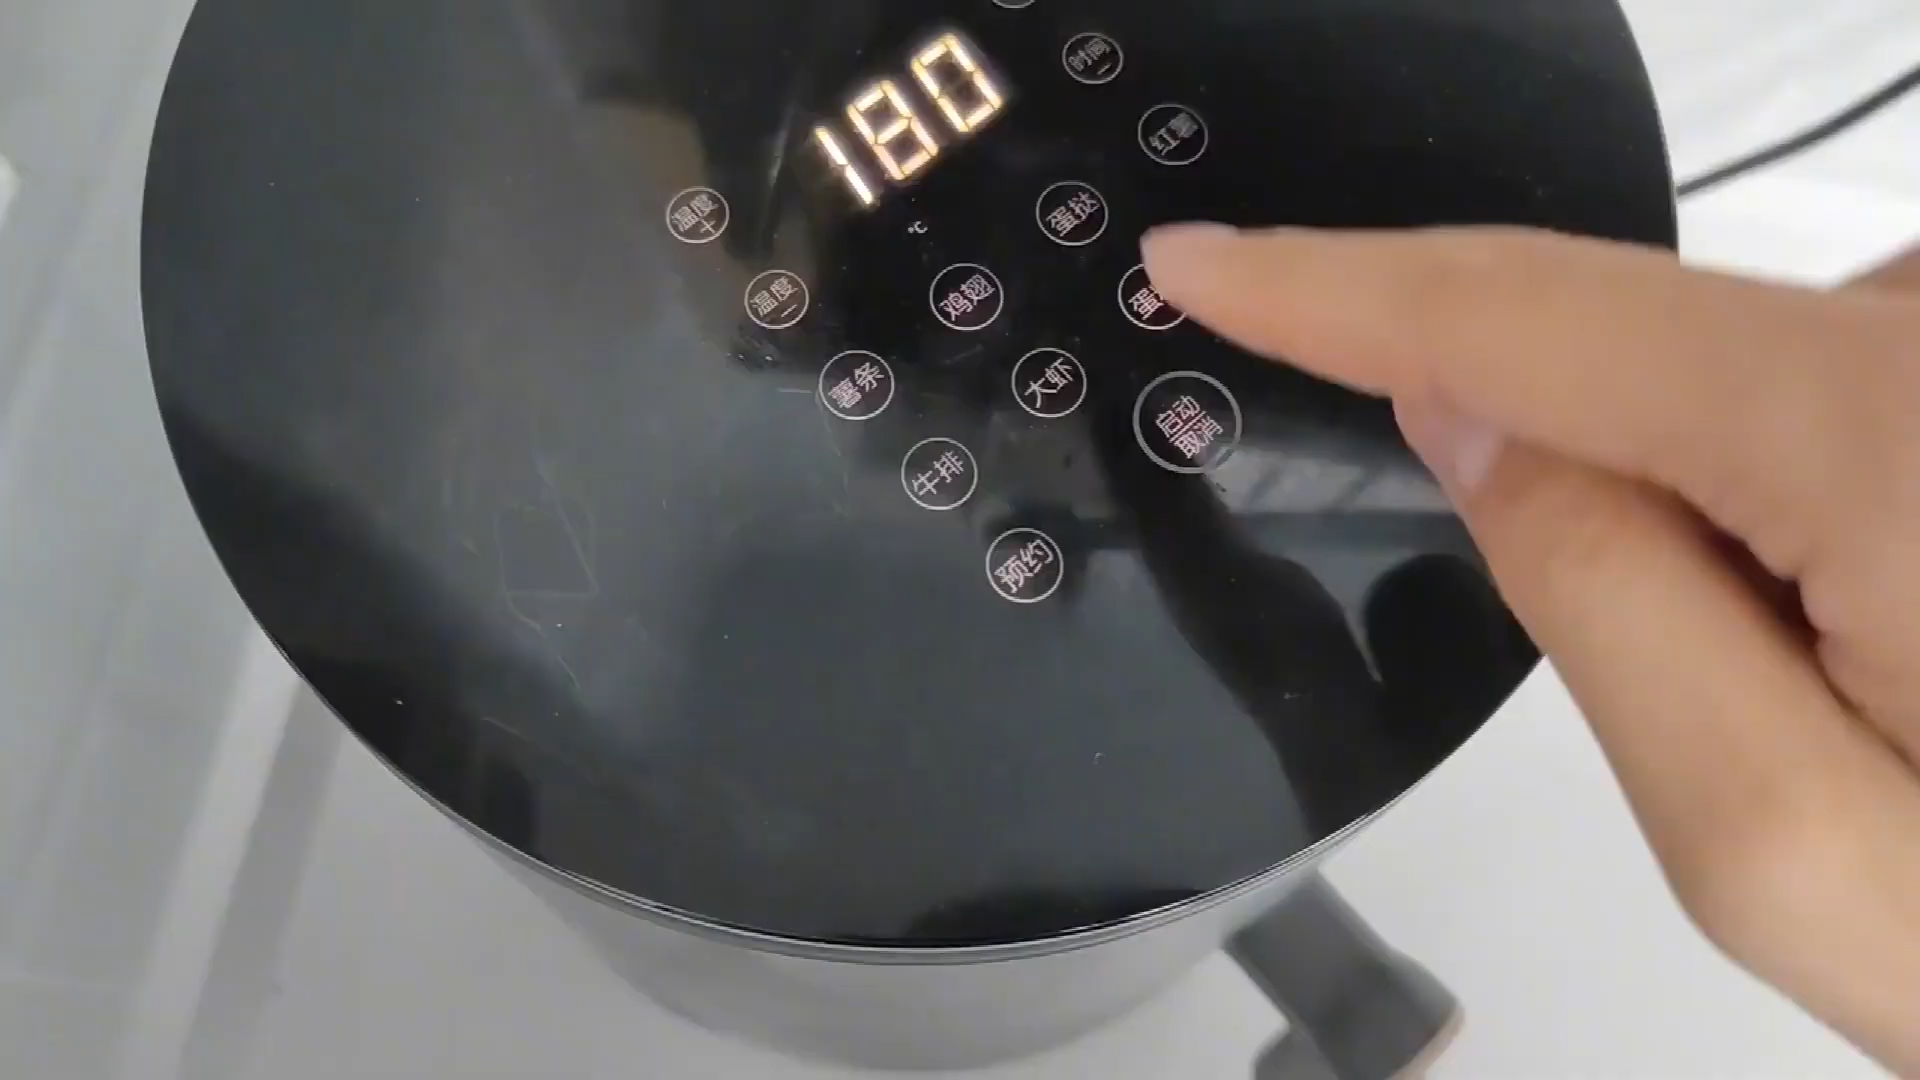 180
℃
时间
－
红薯
温度
＋
蛋挞
温度
－
鸡翅
蛋
薯条
大虾
启动
取消
牛排
预约